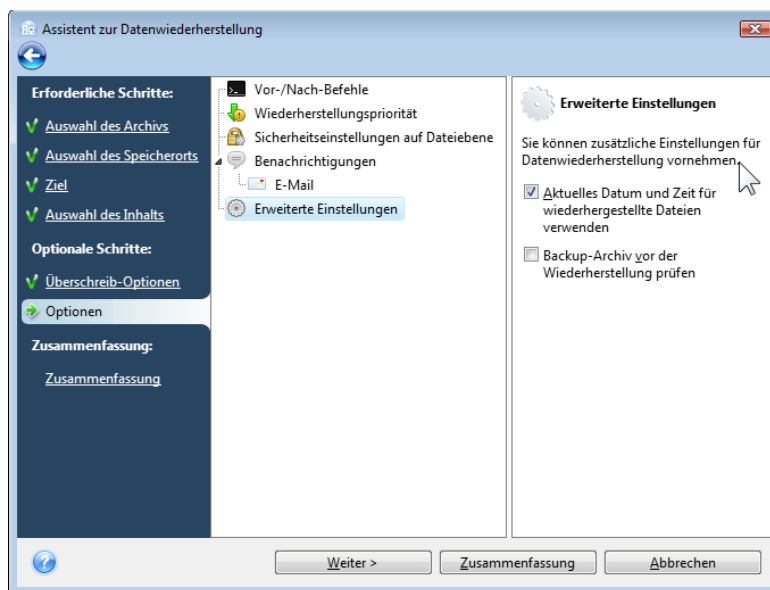 Assistent zur Datenwiederherstellung
Erforderliche Schritte:
Auswahl des Archivs
Auswahl des Speicherorts
Ziel
Auswahl des Inhalts
Optionale Schritte:
Überschreib-Optionen
Optionen
Zusammenfassung:
Zusammenfassung
Vor-/Nach-Befehle
Wiederherstellungspriorität
Sicherheitseinstellungen auf Dateiebene
Benachrichtigungen
E-Mail
Erweiterte Einstellungen
Erweiterte Einstellungen
Sie können zusätzliche Einstellungen für
Datenwiederherstellung vornehmen.
Aktuelles Datum und Zeit für
wiederhergestellte Dateien
verwenden
Backup-Archiv vor der
Wiederherstellung prüfen
Weiter >
Zusammenfassung
Abbrechen